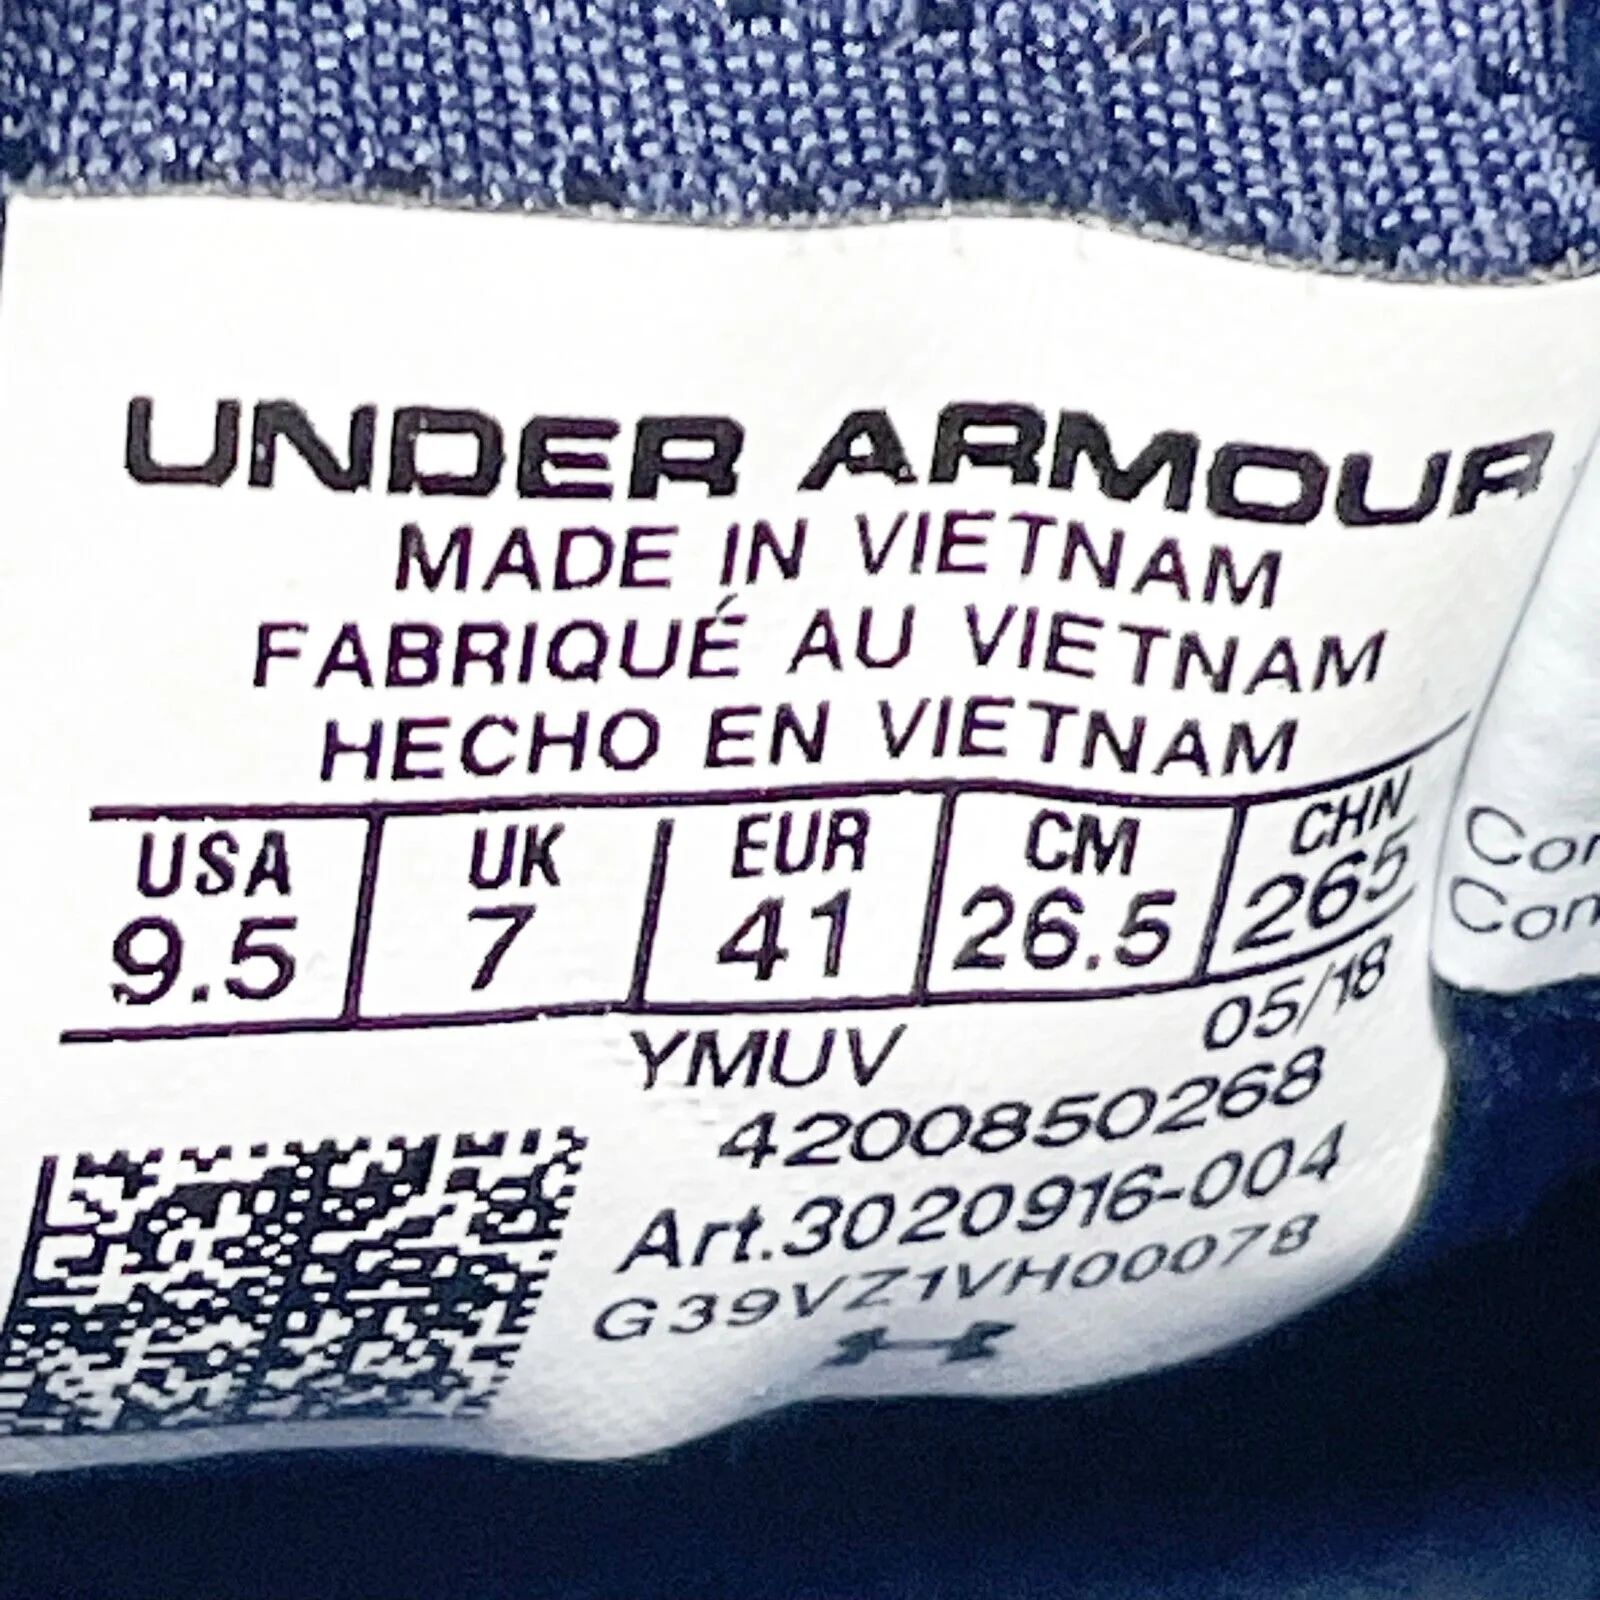 UNDER ARMOUR
MADE IN VIETNAM
FABRIQUÉ AU VIETNAM
HECHO EN VIETNAM
USA UK EUR CM CHN
9.5 7 41 26.5 265
YMUV 05/18
4200850268
Art.3020916-004
G39VZ1VH00078